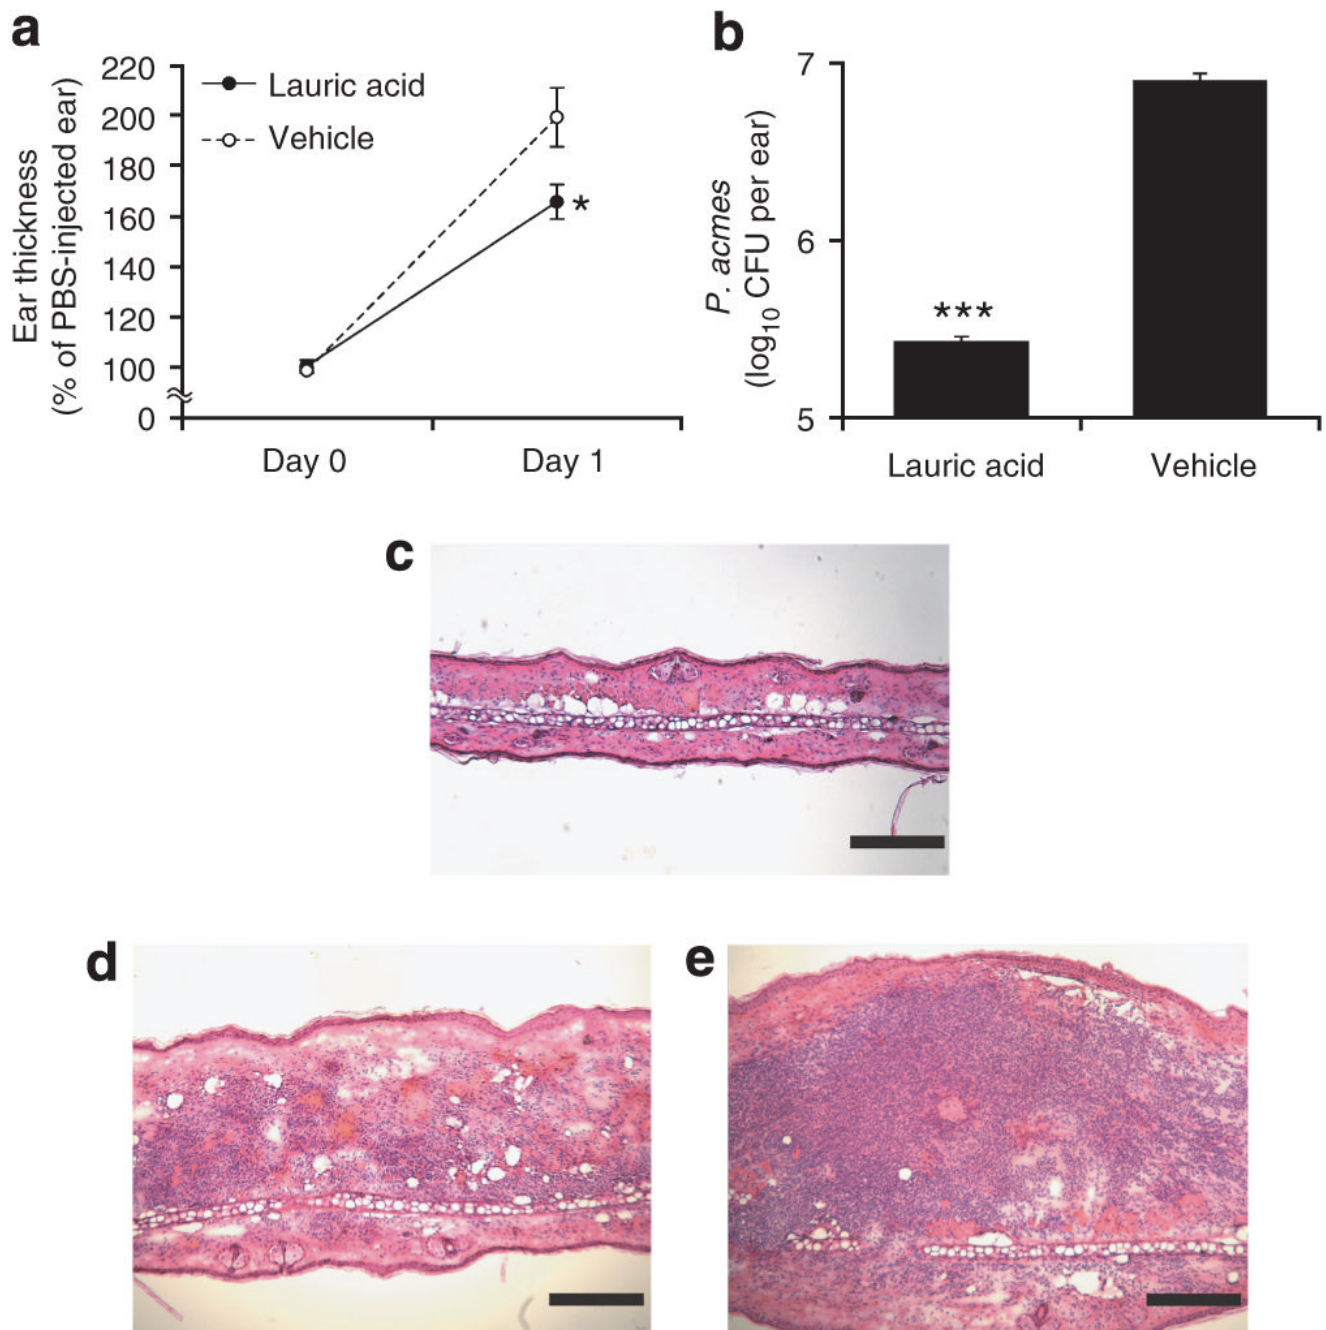 a
220
200
180
160
140
120
100
0
Ear thickness
(% of PBS-injected ear)
Lauric acid
Vehicle
*
Day 0
Day 1
b
7
6
5
P. acmes
(log10 CFU per ear)
***
Lauric acid
Vehicle
c
d
e